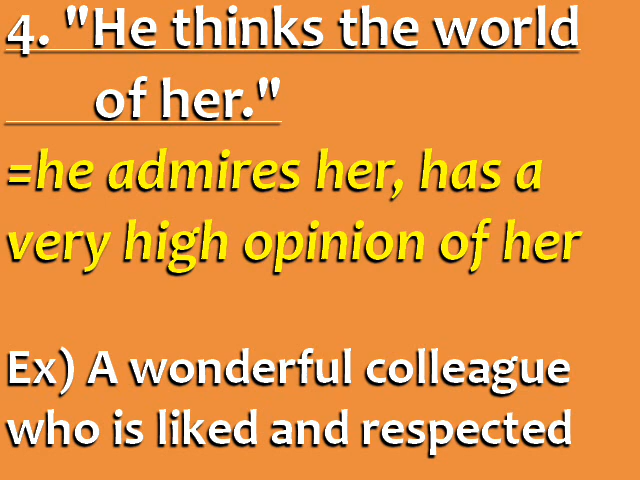 4. "He thinks the world
of her."
=he admires her, has a
very high opinion of her
Ex) A wonderful colleague
who is liked and respected